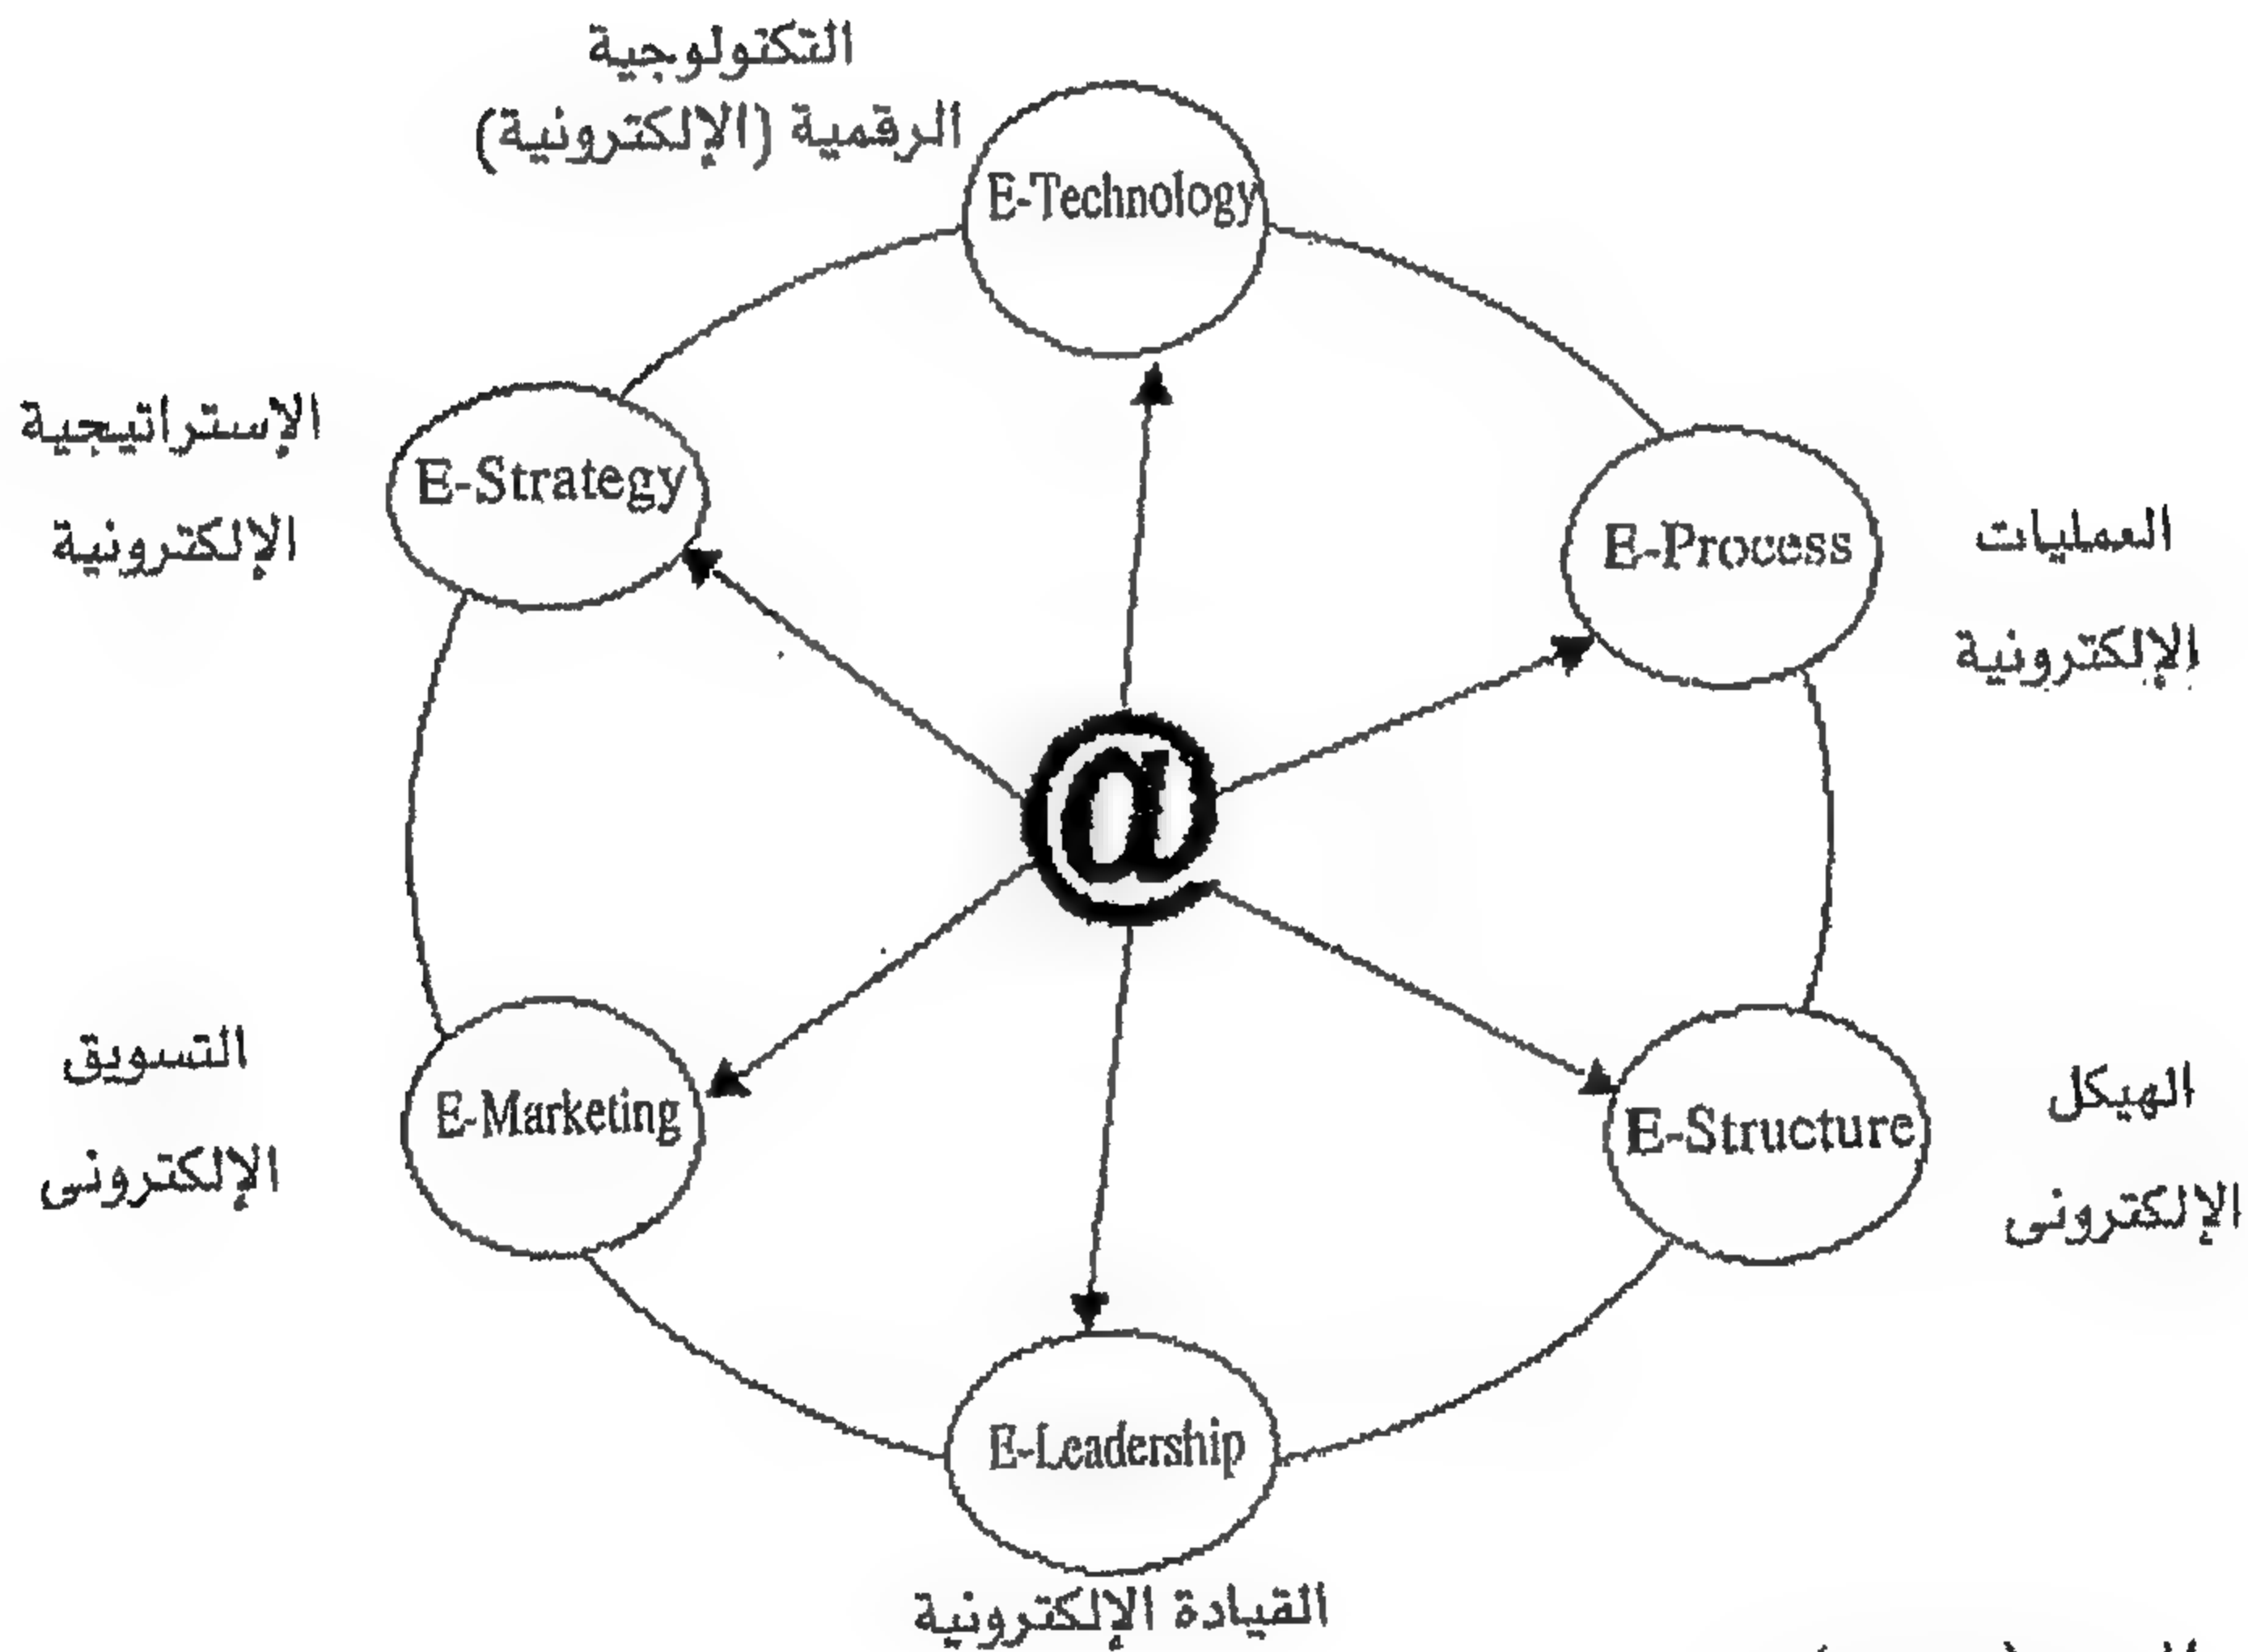 التكنولوجية
الرقمية (الإلكترونية)
E-Technology
الإستراتيجية
الإلكترونية
E-Strategy
E-Process
العمليات
الإلكترونية
@
التسويق
الإلكترونى
E-Marketing
E-Structure
الهيكل
الإلكترونى
E-Leadership
القيادة الإلكترونية